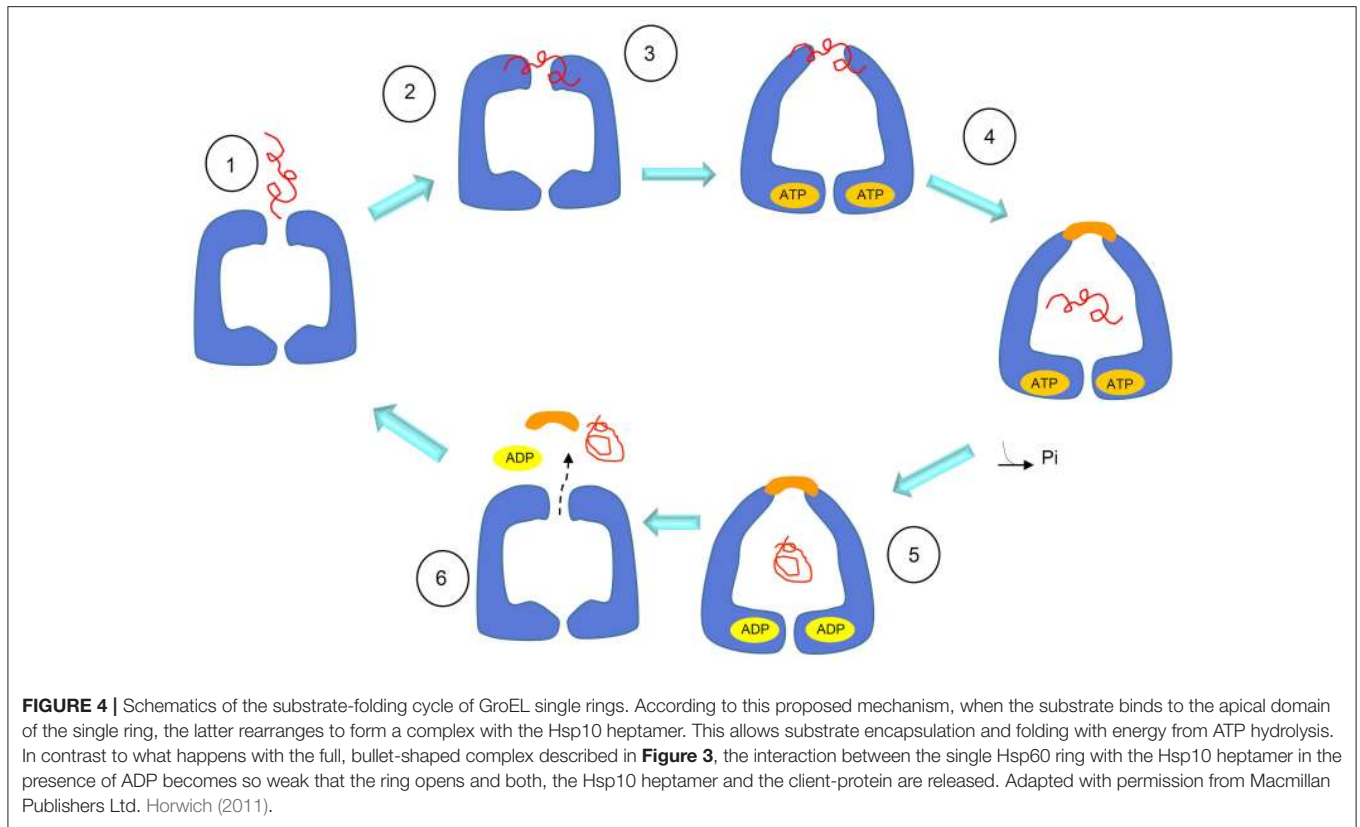 1
2
3
4
ATP
ATP
ATP
ATP
Pi
5
ADP
ADP
6
ADP
FIGURE 4 | Schematics of the substrate-folding cycle of GroEL single rings. According to this proposed mechanism, when the substrate binds to the apical domain
of the single ring, the latter rearranges to form a complex with the Hsp10 heptamer. This allows substrate encapsulation and folding with energy from ATP hydrolysis.
In contrast to what happens with the full, bullet-shaped complex described in Figure 3, the interaction between the single Hsp60 ring with the Hsp10 heptamer in the
presence of ADP becomes so weak that the ring opens and both, the Hsp10 heptamer and the client-protein are released. Adapted with permission from Macmillan
Publishers Ltd. Horwich (2011).